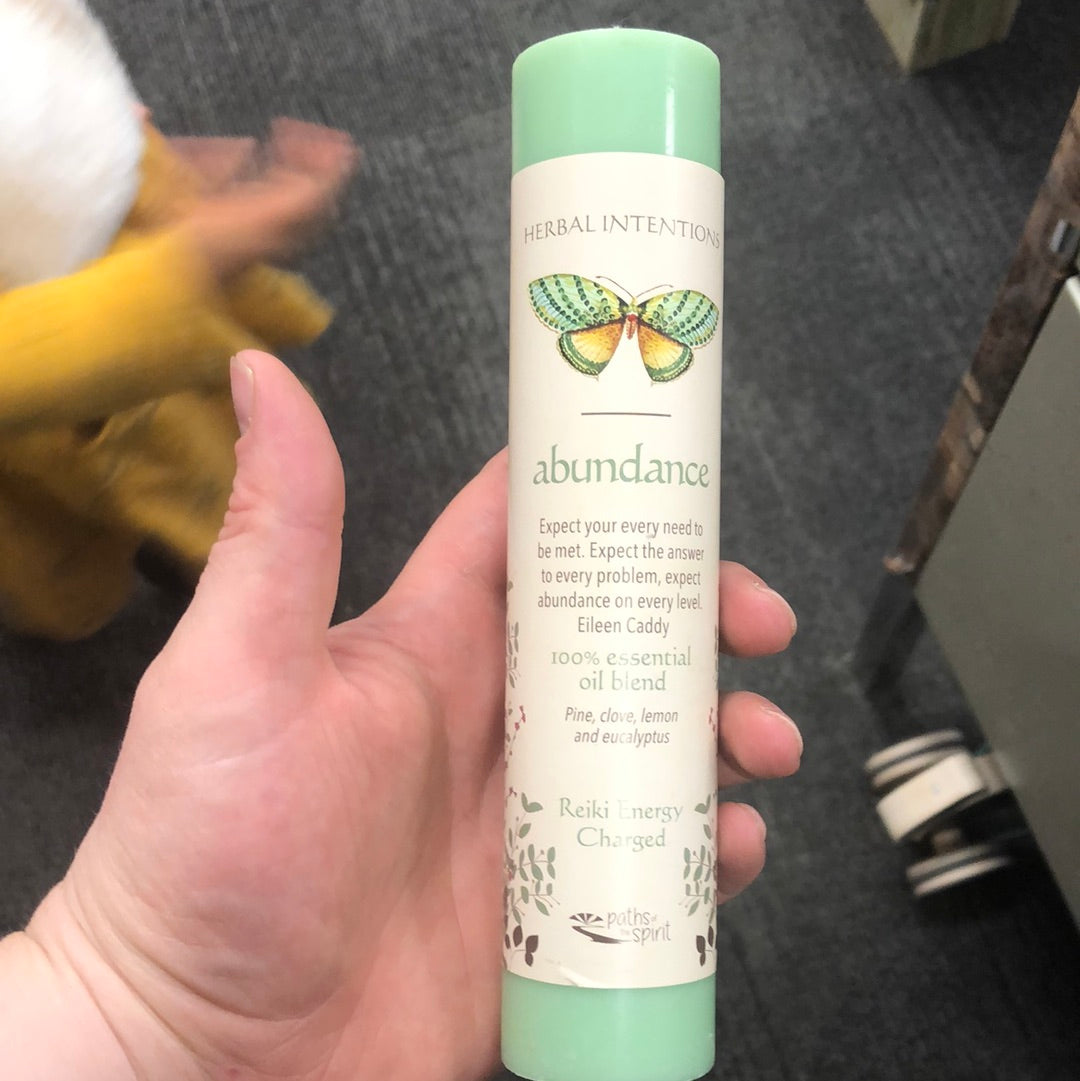 HERBAL INTENTIONS
abundance
Expect your every need to
be met. Expect the answer
to every problem, expect
abundance on every level.
Eileen Caddy
100% essential
oil blend
Pine, clove, lemon
and eucalyptus
Reiki Energy
Charged
paths of
the spirit